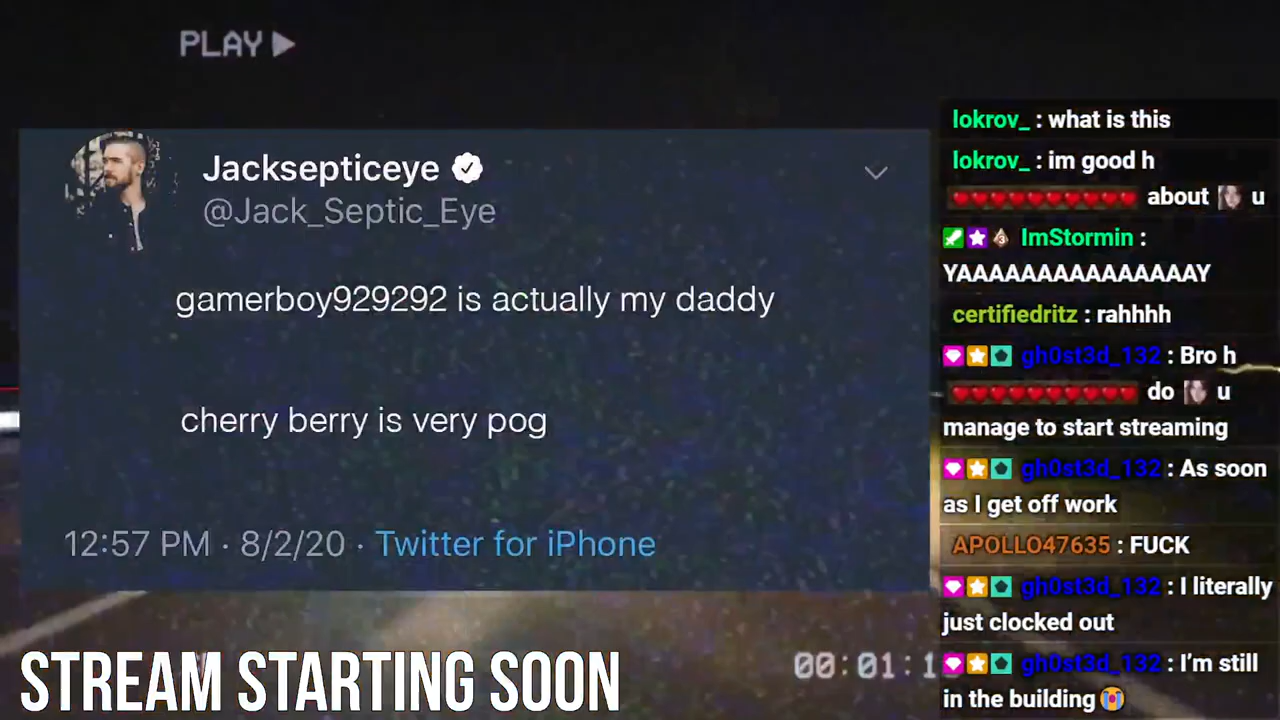 PLAY
Jacksepticeye
@Jack_Septic_Eye
gamerboy929292 is actually my daddy
cherry berry is very pog
12:57 PM · 8/2/20 · Twitter for iPhone
STREAM STARTING SOON
00:01:1
lokrov_ : what is this
lokrov_ : im good h
about u
ImStormin :
YAAAAAAAAAAAAAAAY
certifiedritz : rahhhh
gh0st3d_132 : Bro h
do u
manage to start streaming
gh0st3d_132 : As soon
as I get off work
APOLLO47635 : FUCK
gh0st3d_132 : I literally
just clocked out
gh0st3d_132 : I’m still
in the building😭